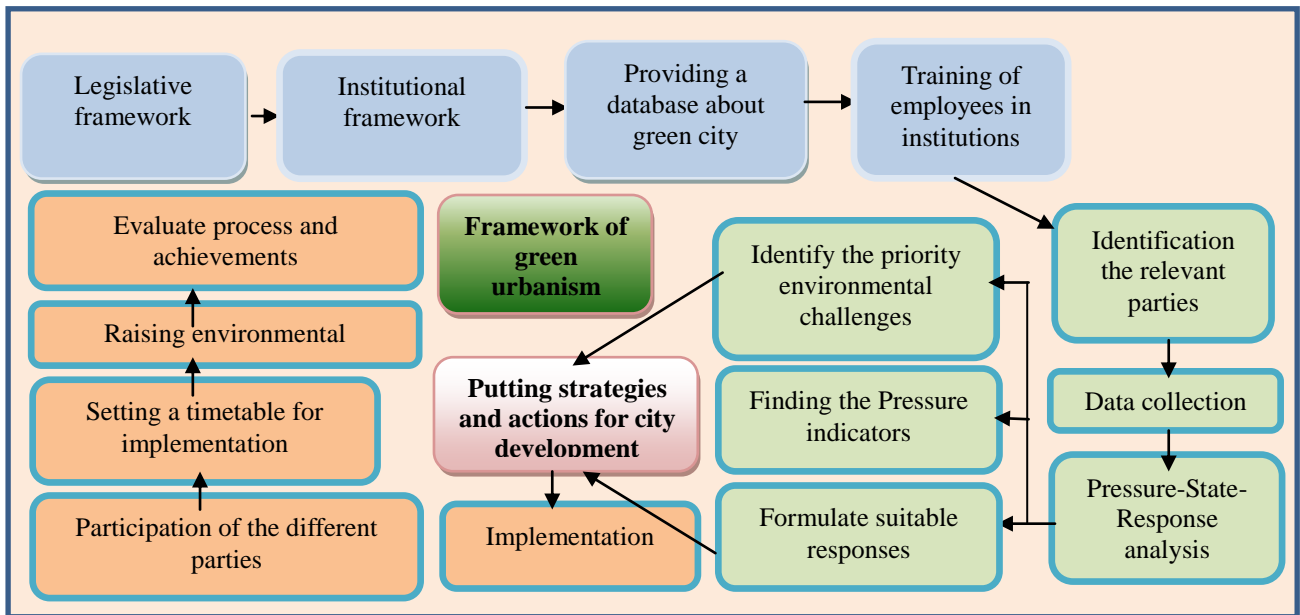 Legislative
framework
Institutional
framework
Providing a
database about
green city
Training of
employees in
institutions
Evaluate process and
achievements
Framework of
green
urbanism
Identify the priority
environmental
challenges
Identification
the relevant
parties
Raising environmental
Putting strategies
and actions for city
development
Setting a timetable for
implementation
Finding the Pressure
indicators
Data collection
Participation of the different
parties
Implementation
Formulate suitable
responses
Pressure-State-
Response
analysis